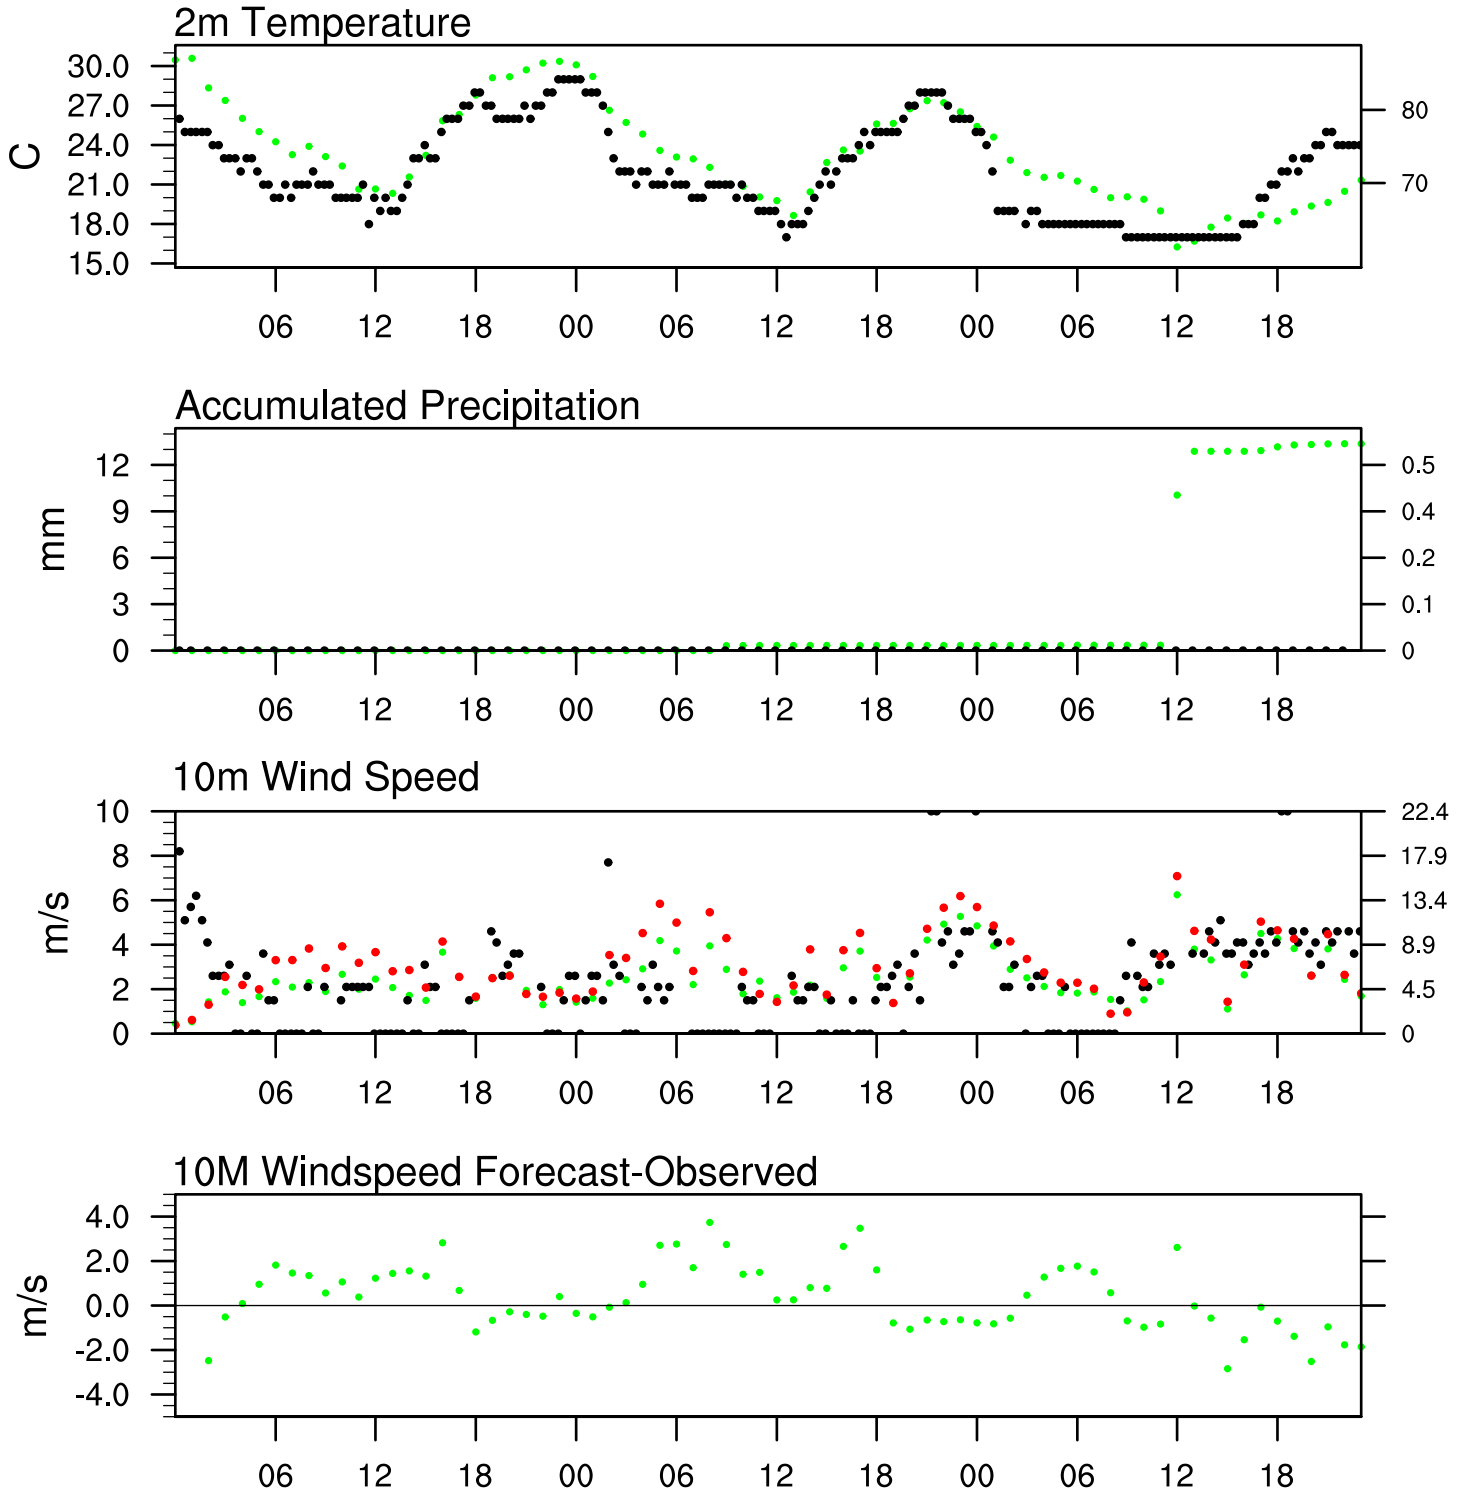 2m Temperature
30.0
27.0
24.0
21.0
18.0
15.0
C
80
70
06 12 18 00 06 12 18 00 06 12 18
Accumulated Precipitation
12
9
6
3
0
mm
0.5
0.4
0.2
0.1
0
06 12 18 00 06 12 18 00 06 12 18
10m Wind Speed
10
8
6
4
2
0
m/s
22.4
17.9
13.4
8.9
4.5
0
06 12 18 00 06 12 18 00 06 12 18
10M Windspeed Forecast-Observed
4.0
2.0
0.0
-2.0
-4.0
m/s
06 12 18 00 06 12 18 00 06 12 18